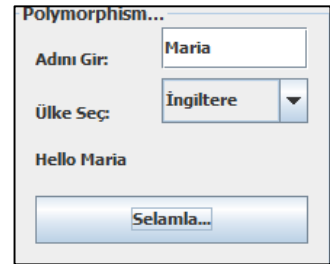 Polymorphism...
Adını Gir:
Maria
Ülke Seç:
İngiltere
Hello Maria
Selamla...